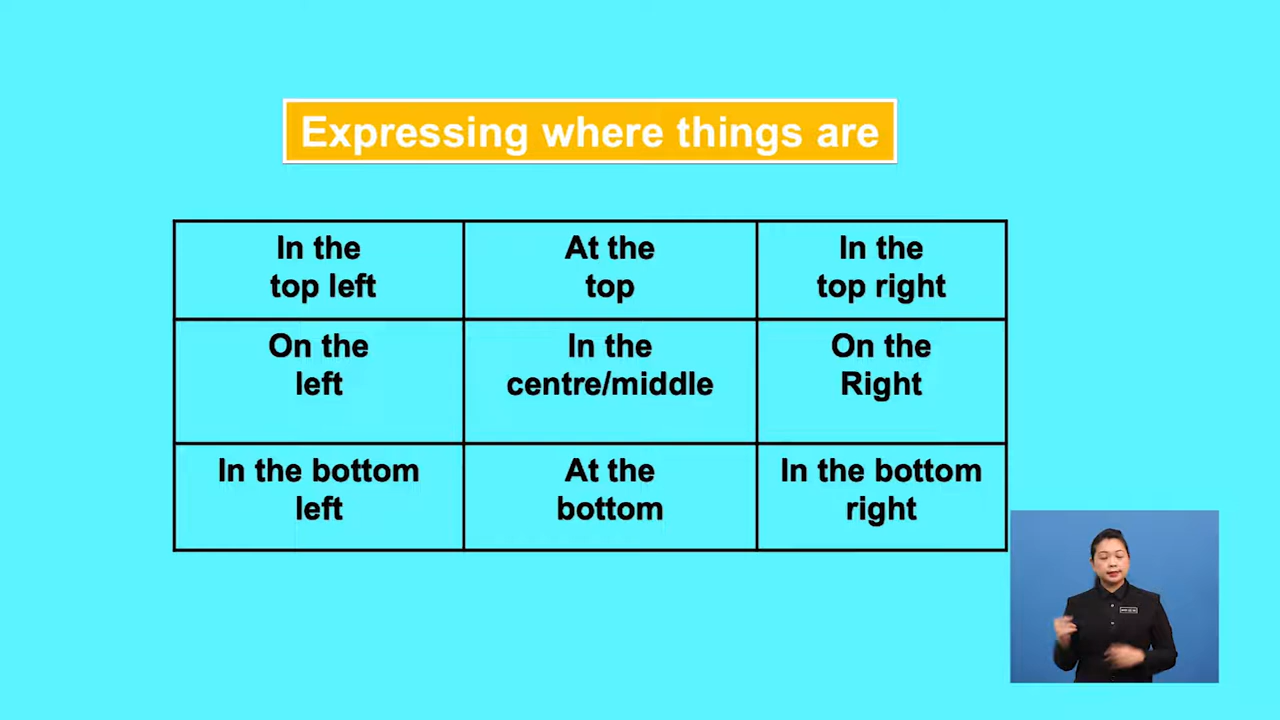 Expressing where things are
In the
top left
At the
top
In the
top right
On the
left
In the
centre/middle
On the
Right
In the bottom
left
At the
bottom
In the bottom
right